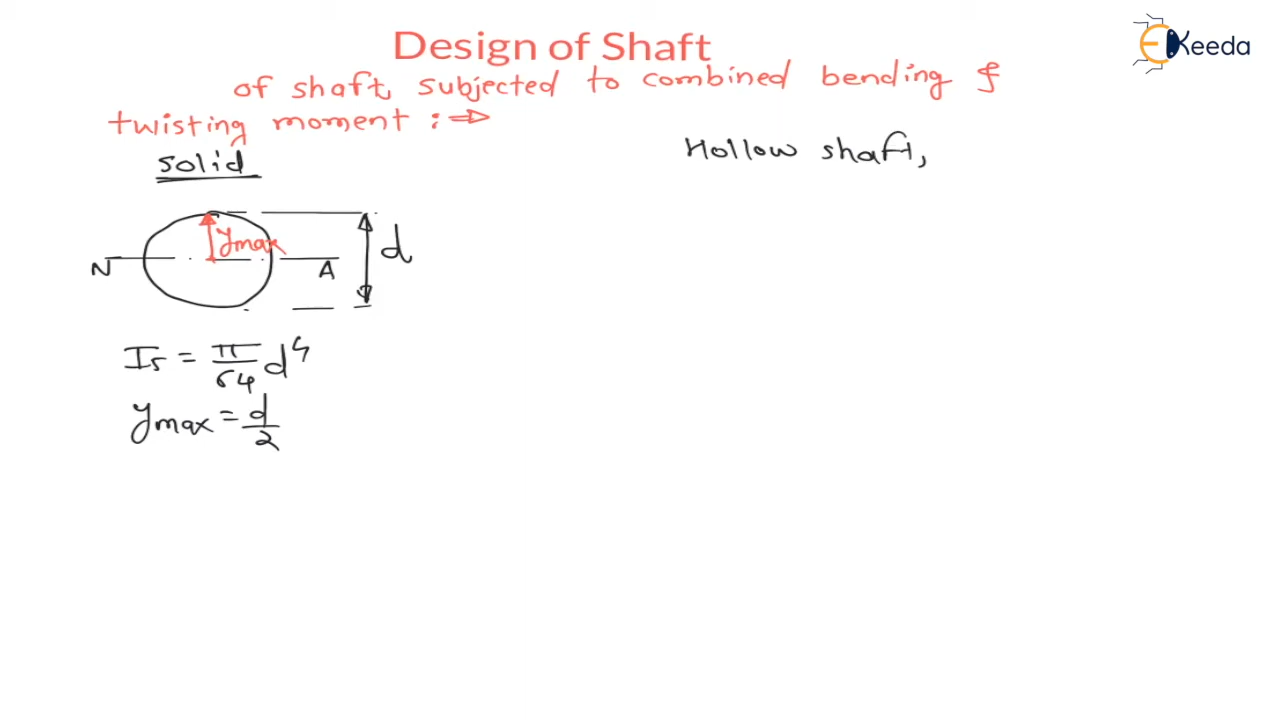 Design of Shaft
EKeeda
of shaft, subjected to combined bending &
twisting moment :⇒
solid
Hollow shaft,
ymax
d
N
A
Is = π/64 d⁴
ymax = d/2